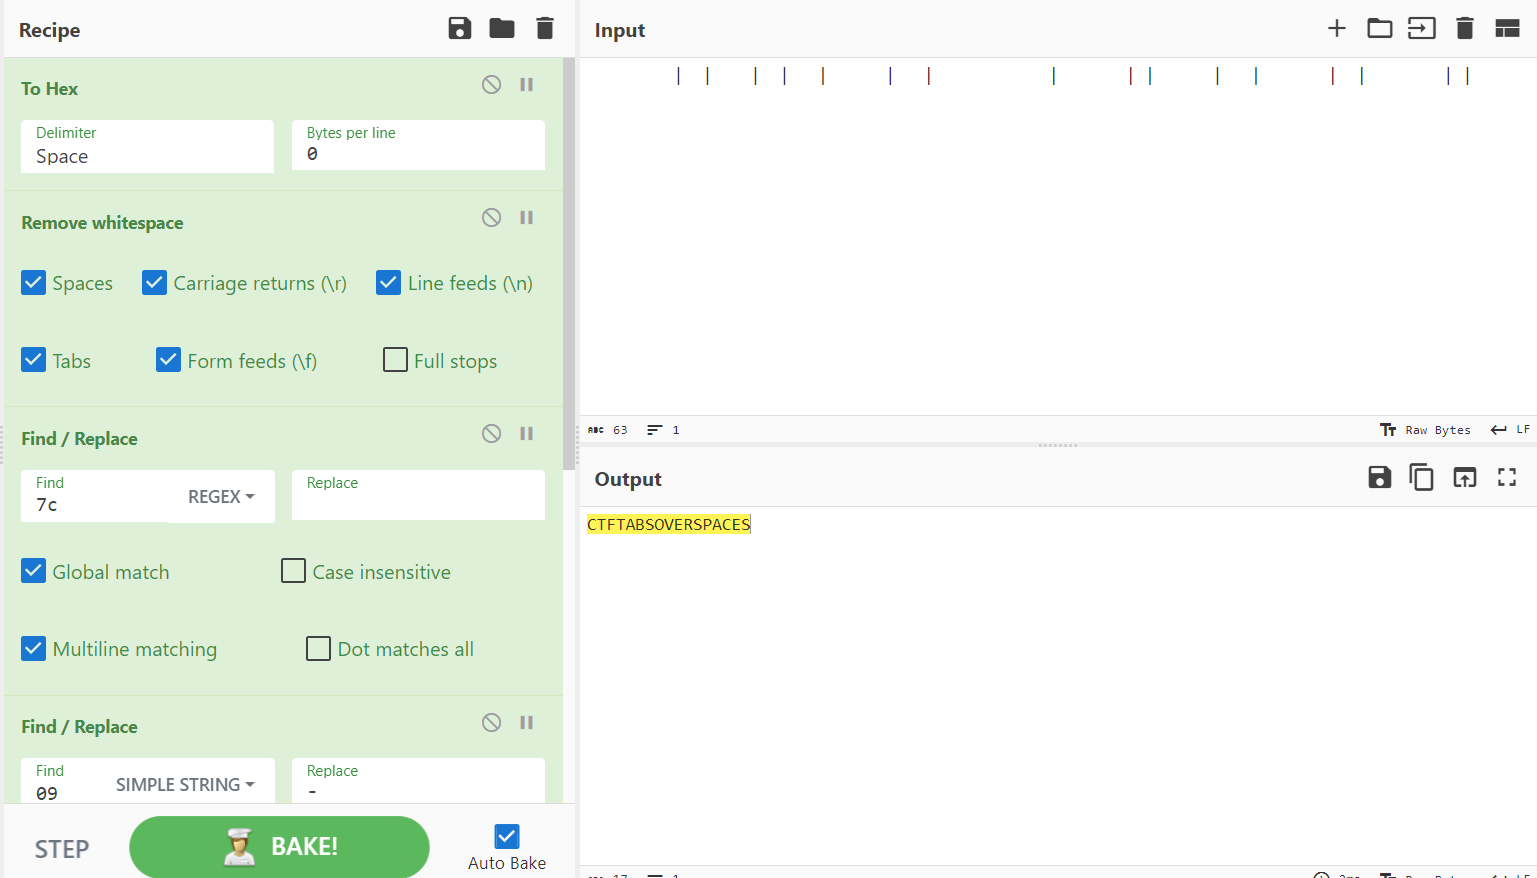 Recipe
To Hex
Delimiter
Space
Bytes per line
0
Remove whitespace
Spaces
Carriage returns (\r)
Line feeds (\n)
Tabs
Form feeds (\f)
Full stops
Find / Replace
Find
7c
REGEX
Replace
Global match
Case insensitive
Multiline matching
Dot matches all
Find / Replace
Find
09
SIMPLE STRING
Replace
-
STEP
BAKE!
Auto Bake
Input
| | | | | | | | | | | | | | | |
ABC 63 1
Tт Raw Bytes LF
Output
CTFTABSOVERSPACES